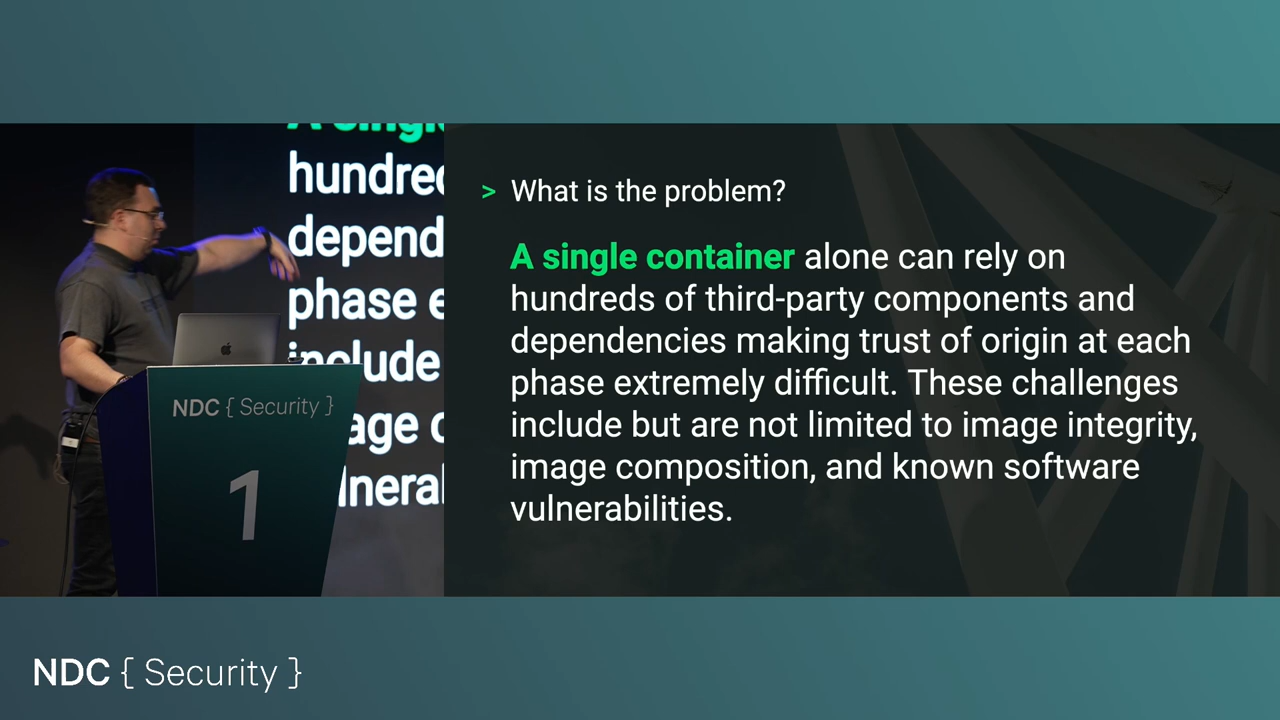 A single
hundred
depend
phase e
include
age c
lneral
NDC { Security }
1
> What is the problem?
A single container alone can rely on
hundreds of third-party components and
dependencies making trust of origin at each
phase extremely difficult. These challenges
include but are not limited to image integrity,
image composition, and known software
vulnerabilities.
NDC { Security }